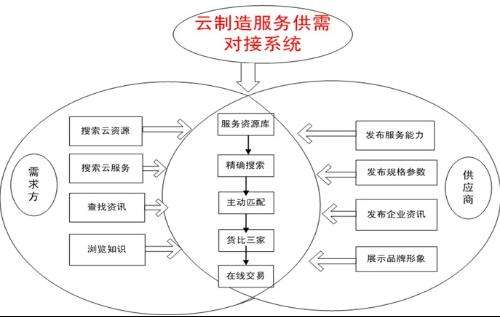 云制造服务供需
对接系统
需求方
搜索云资源
搜索云服务
查找资讯
浏览知识
服务资源库
精确搜索
主动匹配
货比三家
在线交易
发布服务能力
发布规格参数
发布企业资讯
展示品牌形象
供应商